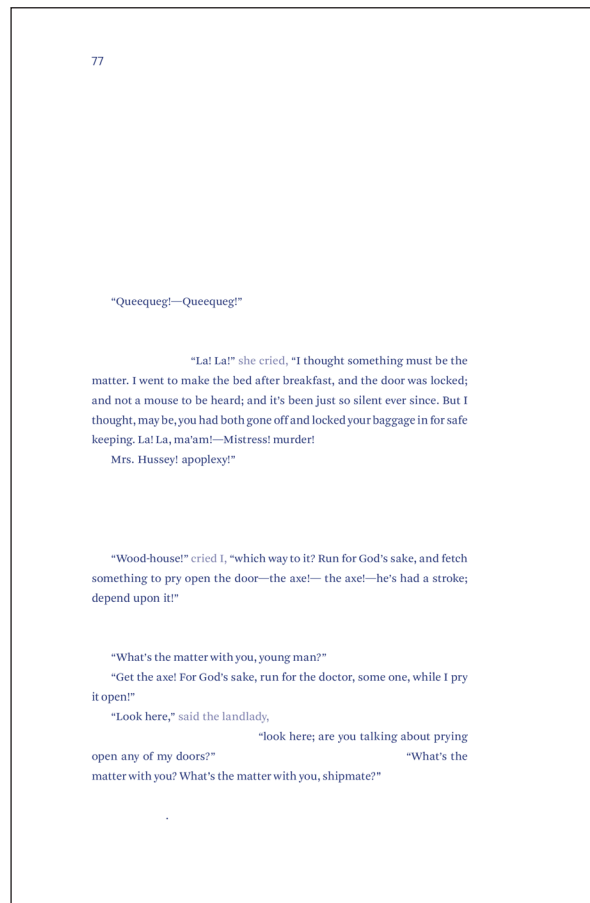 77
“Queequeg!—Queequeg!”
“La! La!” she cried, “I thought something must be the
matter. I went to make the bed after breakfast, and the door was locked;
and not a mouse to be heard; and it’s been just so silent ever since. But I
thought, may be, you had both gone off and locked your baggage in for safe
keeping. La! La, ma’am!—Mistress! murder!
Mrs. Hussey! apoplexy!”
“Wood-house!” cried I, “which way to it? Run for God’s sake, and fetch
something to pry open the door—the axe!— the axe!—he’s had a stroke;
depend upon it!”
“What’s the matter with you, young man?”
“Get the axe! For God’s sake, run for the doctor, some one, while I pry
it open!”
“Look here,” said the landlady,
“look here; are you talking about prying
open any of my doors?” “What’s the
matter with you? What’s the matter with you, shipmate?”
.